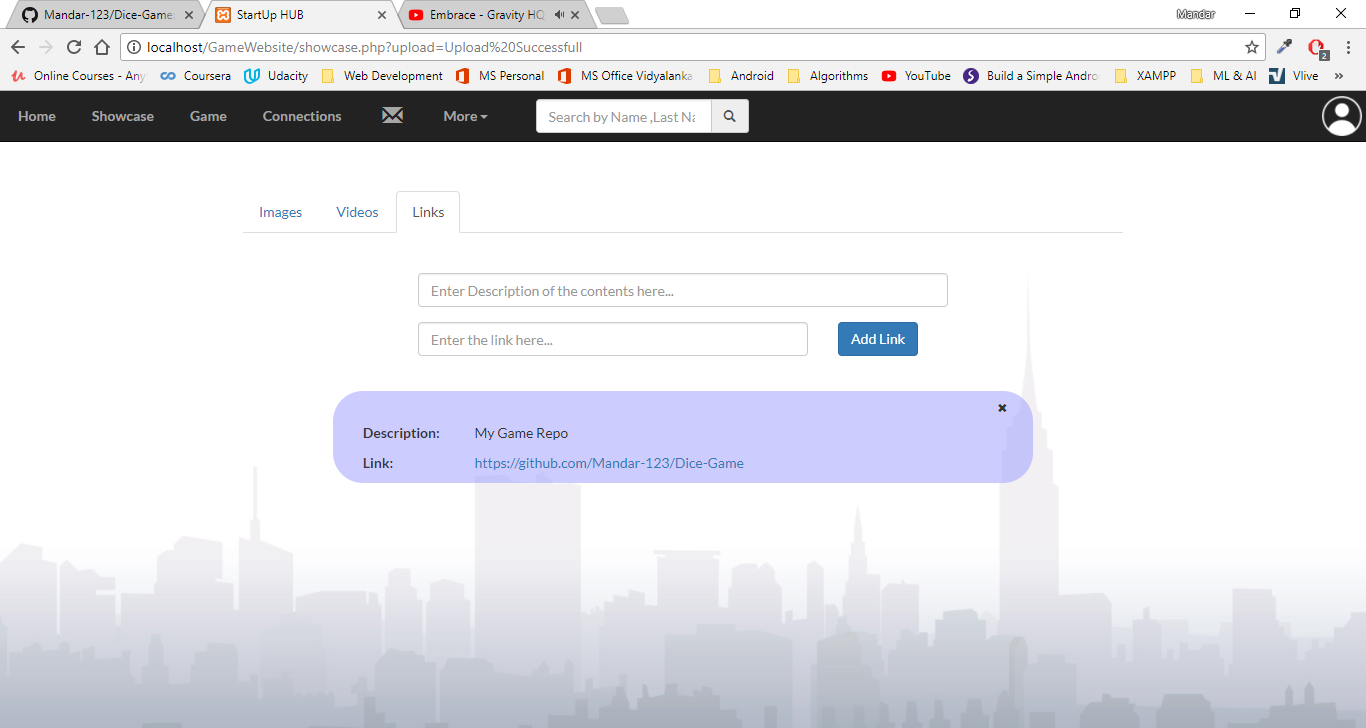 Mandar-123/Dice-Game:
StartUp HUB
Embrace - Gravity HQ
Mandar
localhost/GameWebsite/showcase.php?upload=Upload%20Successfull
2
Online Courses - Any
Coursera
Udacity
Web Development
MS Personal
MS Office Vidyalanka
Android
Algorithms
YouTube
Build a Simple Andro
XAMPP
ML & AI
Vlive
»
Home
Showcase
Game
Connections
More
Search by Name ,Last Na
Images
Videos
Links
Enter Description of the contents here...
Enter the link here...
Add Link
Description: My Game Repo
Link: https://github.com/Mandar-123/Dice-Game